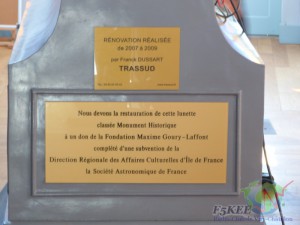 RÉNOVATION RÉALISÉE
de 2007 à 2009
par Franck DUSSART
TRASSUD
Nous devons la restauration de cette lunette
classée Monument Historique
à un don de la Fondation Maxime Goury-Laffont
complété d'une subvention de la
Direction Régionale des Affaires Culturelles d'Île de France
la Société Astronomique de France
F5KEE